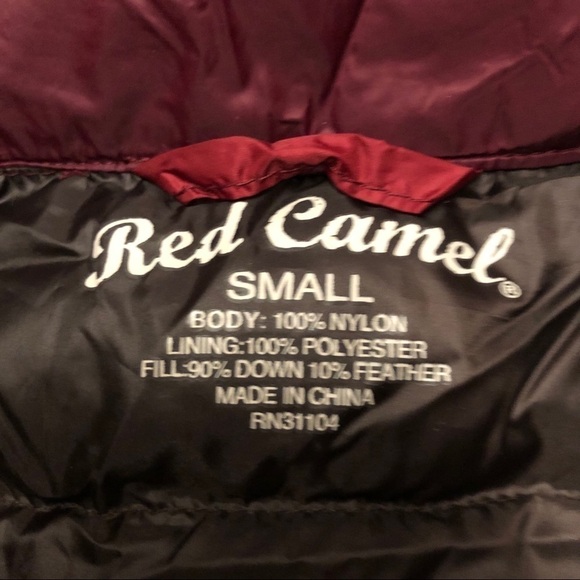 Red Camel®
SMALL
BODY: 100% NYLON
LINING:100% POLYESTER
FILL:90% DOWN 10% FEATHER
MADE IN CHINA
RN31104